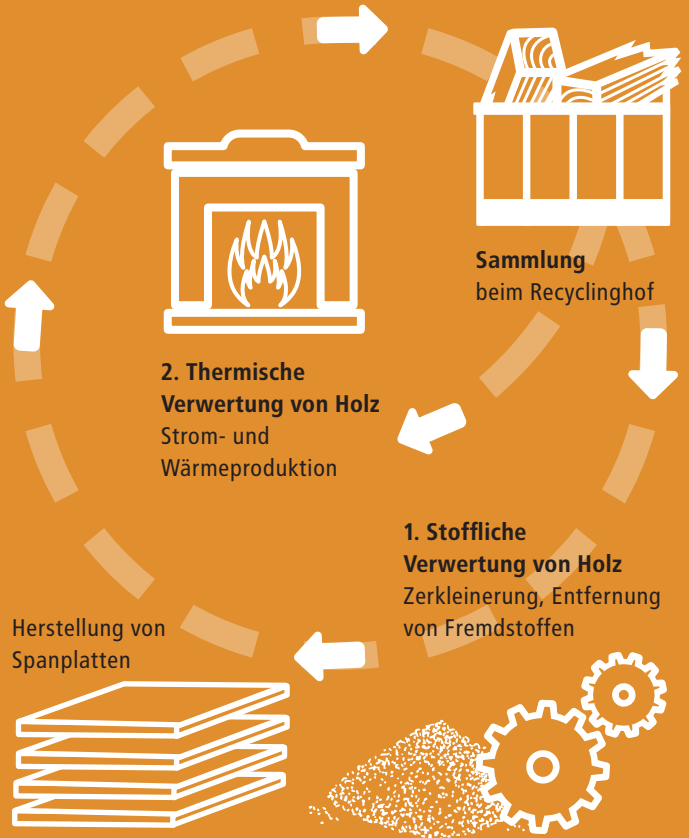 Sammlung
beim Recyclinghof
2. Thermische
Verwertung von Holz
Strom- und
Wärmeproduktion
1. Stoffliche
Verwertung von Holz
Zerkleinerung, Entfernung
von Fremdstoffen
Herstellung von
Spanplatten